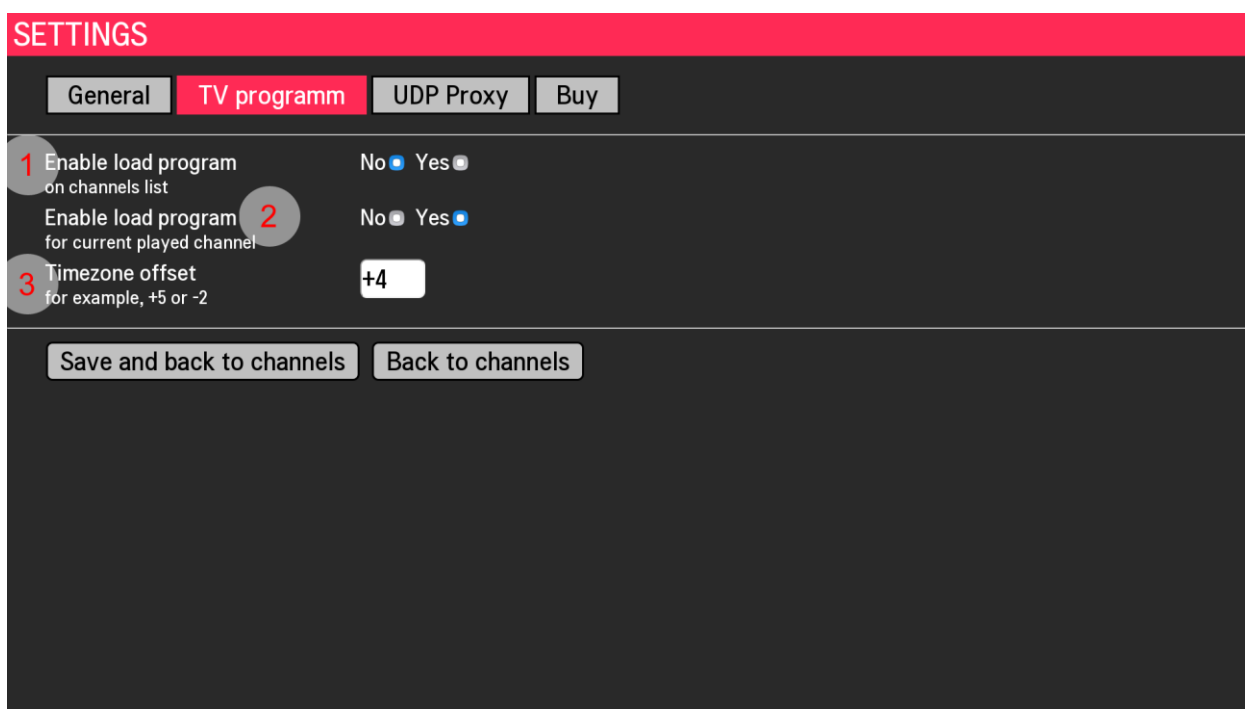 SETTINGS
General TV programm UDP Proxy Buy
1 Enable load program No Yes
on channels list
Enable load program 2 No Yes
for current played channel
3 Timezone offset +4
for example, +5 or -2
Save and back to channels Back to channels